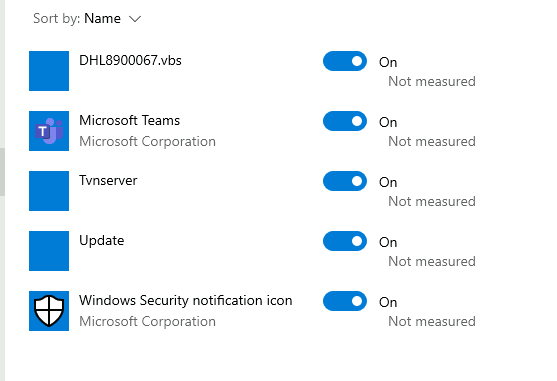 Sort by: Name
DHL8900067.vbs
On
Not measured
Microsoft Teams
On
Microsoft Corporation
Not measured
Tvnserver
On
Not measured
Update
On
Not measured
Windows Security notification icon
On
Microsoft Corporation
Not measured